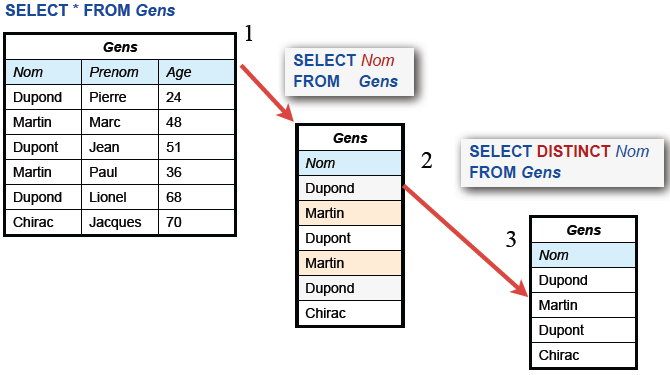 SELECT * FROM Gens
Gens
Nom Prenom Age
Dupond Pierre 24
Martin Marc 48
Dupont Jean 51
Martin Paul 36
Dupond Lionel 68
Chirac Jacques 70
1
SELECT Nom
FROM Gens
Gens
Nom
Dupond
Martin
Dupont
Martin
Dupond
Chirac
2
SELECT DISTINCT Nom
FROM Gens
3
Gens
Nom
Dupond
Martin
Dupont
Chirac